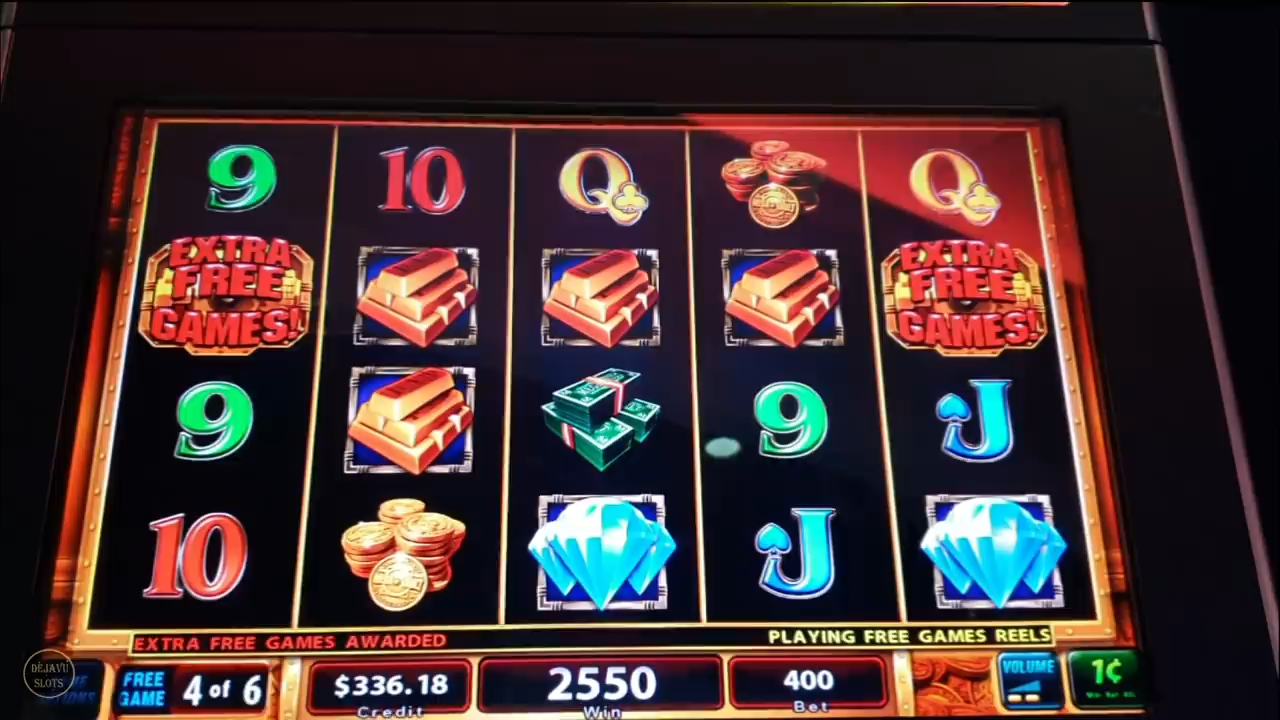 9 10 Q Q
EXTRA FREE GAMES!
EXTRA FREE GAMES!
9 9 J
10 J
EXTRA FREE GAMES AWARDED
PLAYING FREE GAMES REELS
DÉJAVU SLOTS
FREE GAME 4 of 6
$336.18
Credit
2550
Win
400
Bet
VOLUME
1¢